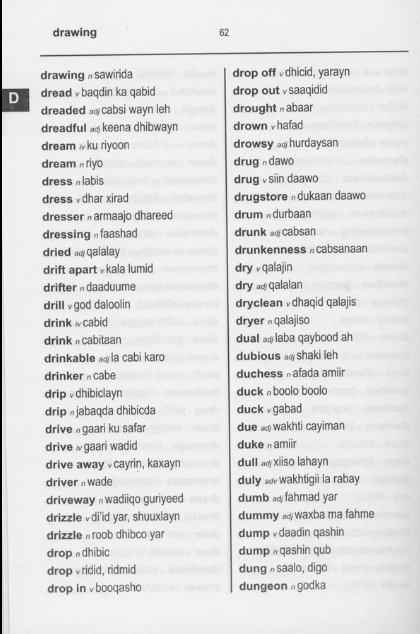 drawing
62
D
drawing n sawirida
dread v baqdin ka qabid
dreaded adj cabsi wayn leh
dreadful adj keena dhibwayn
dream iv ku riyoon
dream n riyo
dress n labis
dress v dhar xirad
dresser n armaajo dhareed
dressing n faashad
dried adj qalalay
drift apart v kala lumid
drifter n daaduume
drill v god daloolin
drink iv cabid
drink n cabitaan
drinkable adj la cabi karo
drinker n cabe
drip v dhibiclayn
drip n jabaqda dhibicda
drive n gaari ku safar
drive iv gaari wadid
drive away v cayrin, kaxayn
driver n wade
driveway n wadiiqo guriyeed
drizzle v di'id yar, shuuxlayn
drizzle n roob dhibco yar
drop n dhibic
drop v ridid, ridmid
drop in v booqasho
drop off v dhicid, yarayn
drop out v saaqidid
drought n abaar
drown v hafad
drowsy adj hurdaysan
drug n dawo
drug v siin daawo
drugstore n dukaan daawo
drum n durbaan
drunk adj cabsan
drunkenness n cabsanaan
dry v qalajin
dry adj qalalan
dryclean v dhaqid qalajis
dryer n qalajiso
dual adj laba qaybood ah
dubious adj shaki leh
duchess n afada amiir
duck n boolo boolo
duck v gabad
due adj wakhti cayiman
duke n amiir
dull adj xiiso lahayn
duly adv wakhtigii la rabay
dumb adj fahmad yar
dummy adj waxba ma fahme
dump v daadin qashin
dump n qashin qub
dung n saalo, digo
dungeon n godka